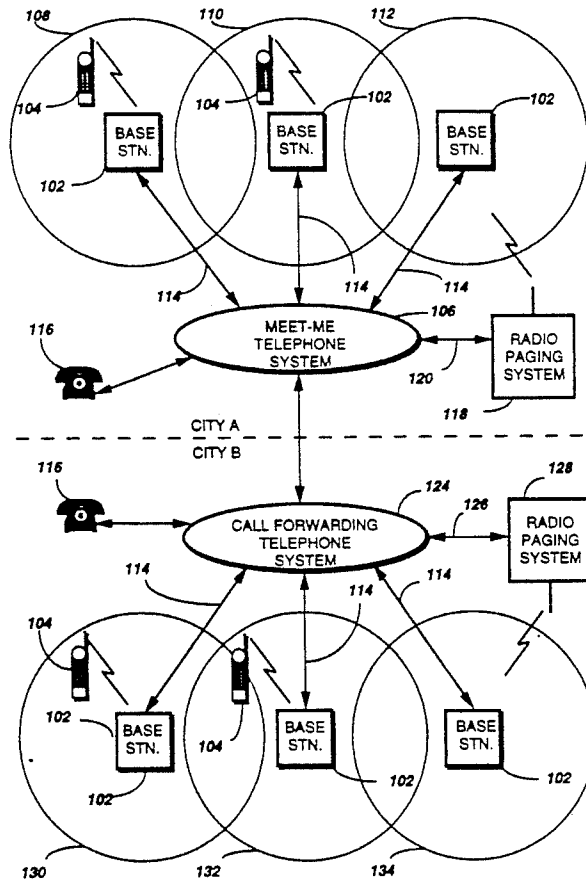 108
110
112
104
104
102
102
BASE
STN.
BASE
STN.
BASE
STN.
102
114
114
114
106
116
MEET-ME
TELEPHONE
SYSTEM
RADIO
PAGING
SYSTEM
120
118
CITY A
CITY B
116
124
128
126
CALL FORWARDING
TELEPHONE
SYSTEM
RADIO
PAGING
SYSTEM
114
114
114
104
102
BASE
STN.
104
BASE
STN.
BASE
STN.
102
102
102
130
132
134